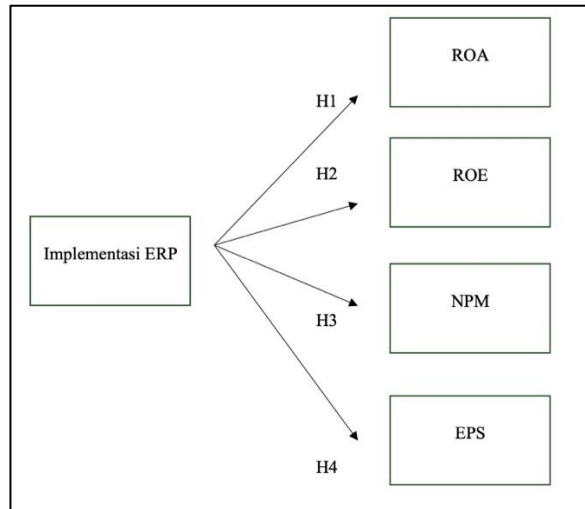 ROA
H1
H2
ROE
Implementasi ERP
NPM
H3
EPS
H4